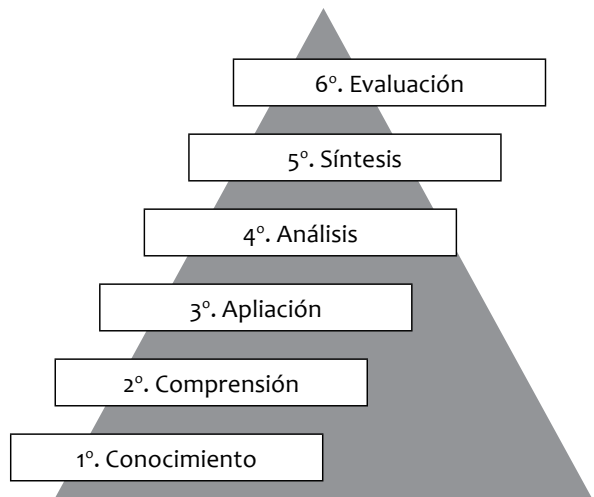 6º. Evaluación
5º. Síntesis
4º. Análisis
3º. Apliación
2º. Comprensión
1º. Conocimiento